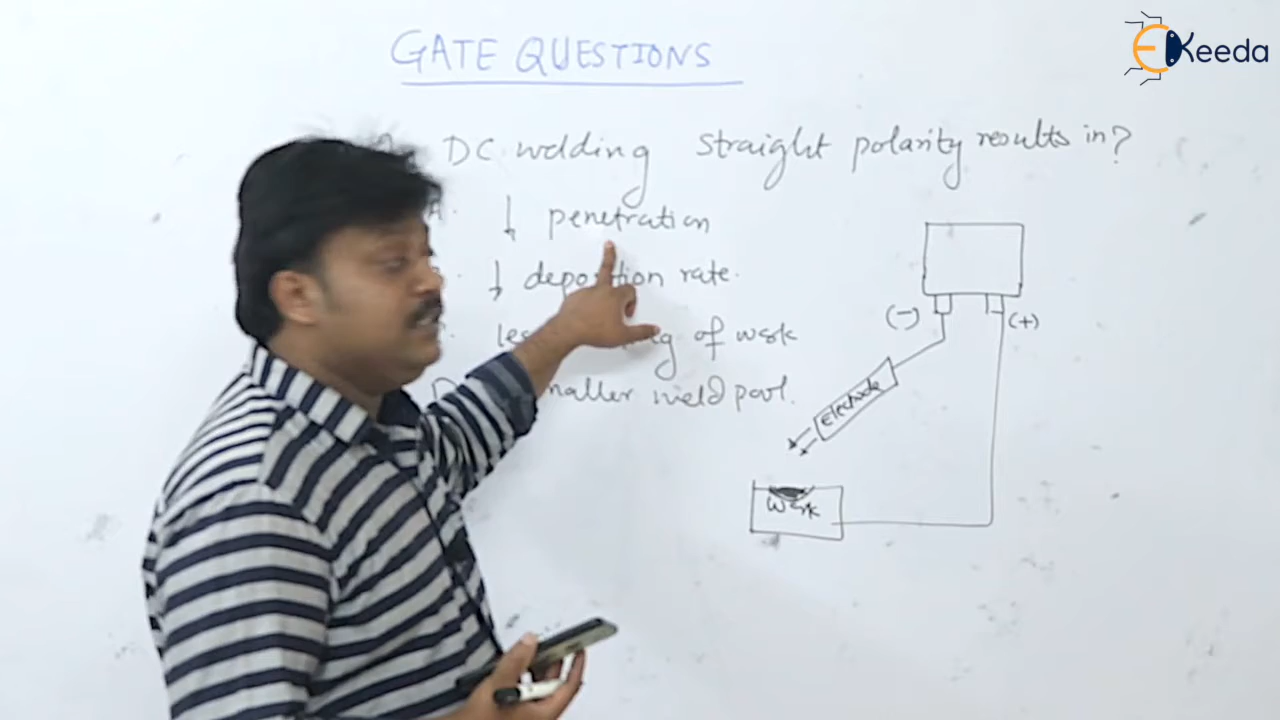 EKeeda
GATE QUESTIONS
DC welding straight polarity results in?
A. ↓ penetration
↓ deposition rate.
of work
D smaller weld pool.
(-)
(+)
Electrode
work